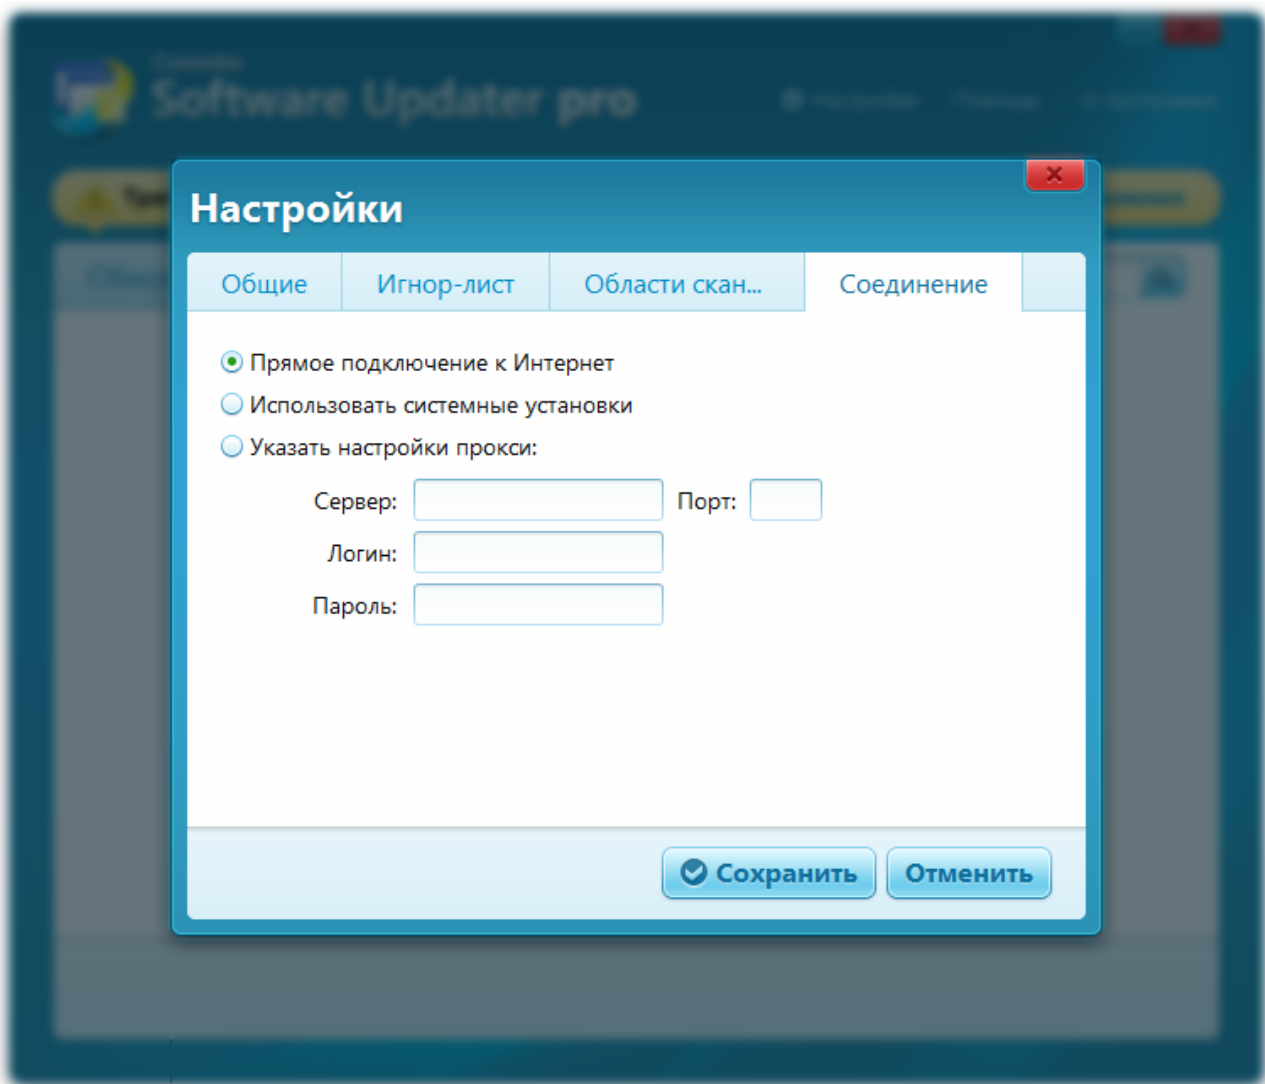 Software Updater pro
Настройки
Общие
Игнор-лист
Области скан...
Соединение
Прямое подключение к Интернет
Использовать системные установки
Указать настройки прокси:
Сервер:
Порт:
Логин:
Пароль:
Сохранить
Отменить